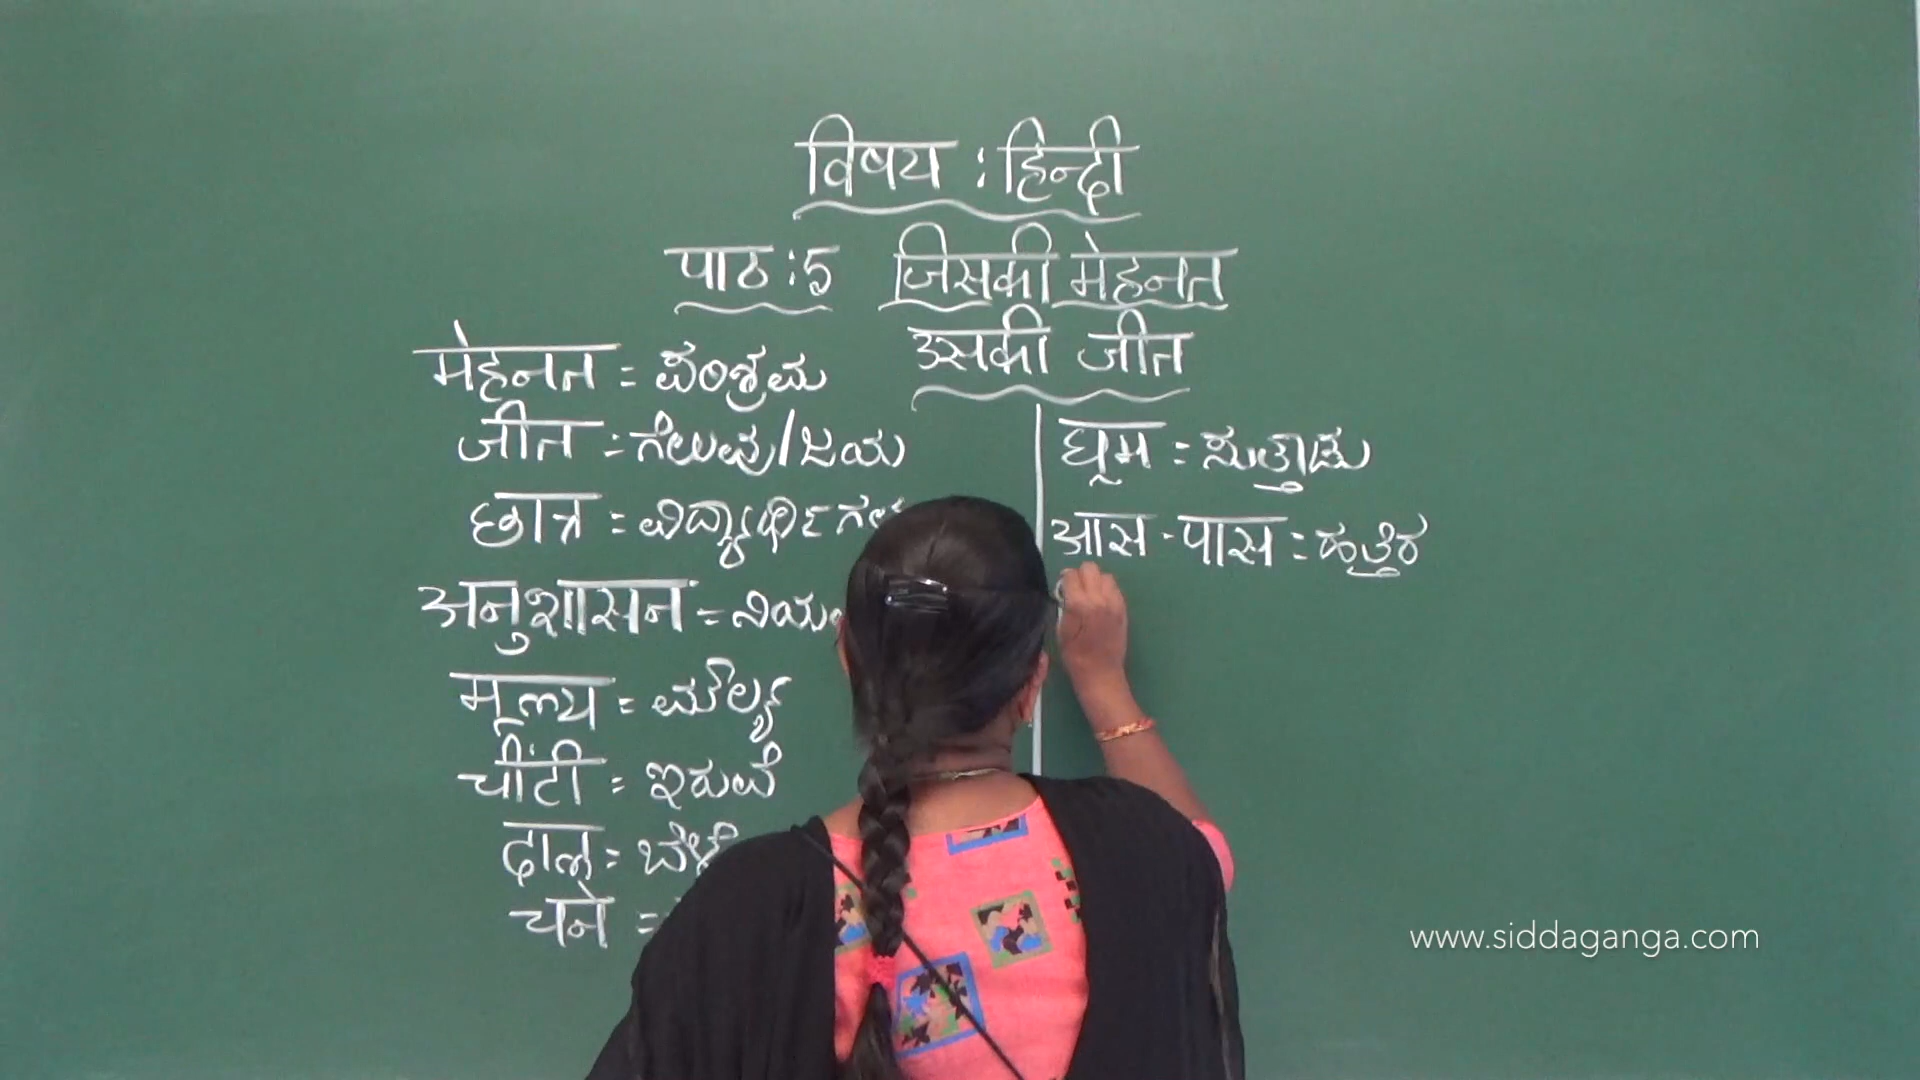 विषय : हिन्दी
पाठ : 5 जिसकी मेहनत
उसकी जीत
मेहनत = ಪರಿಶ್ರಮ
जीत = ಗೆಲುವು/ಜಯ
छात्र =
अनुशासन =
मूल्य = ಮೌಲ್ಯ
चींटी = ಇರುವೆ
दाल = ಬೇಳೆ
चने =
घूम = ಸುತ್ತಾಡು
आस-पास = ಹತ್ತಿರ
www.siddaganga.com